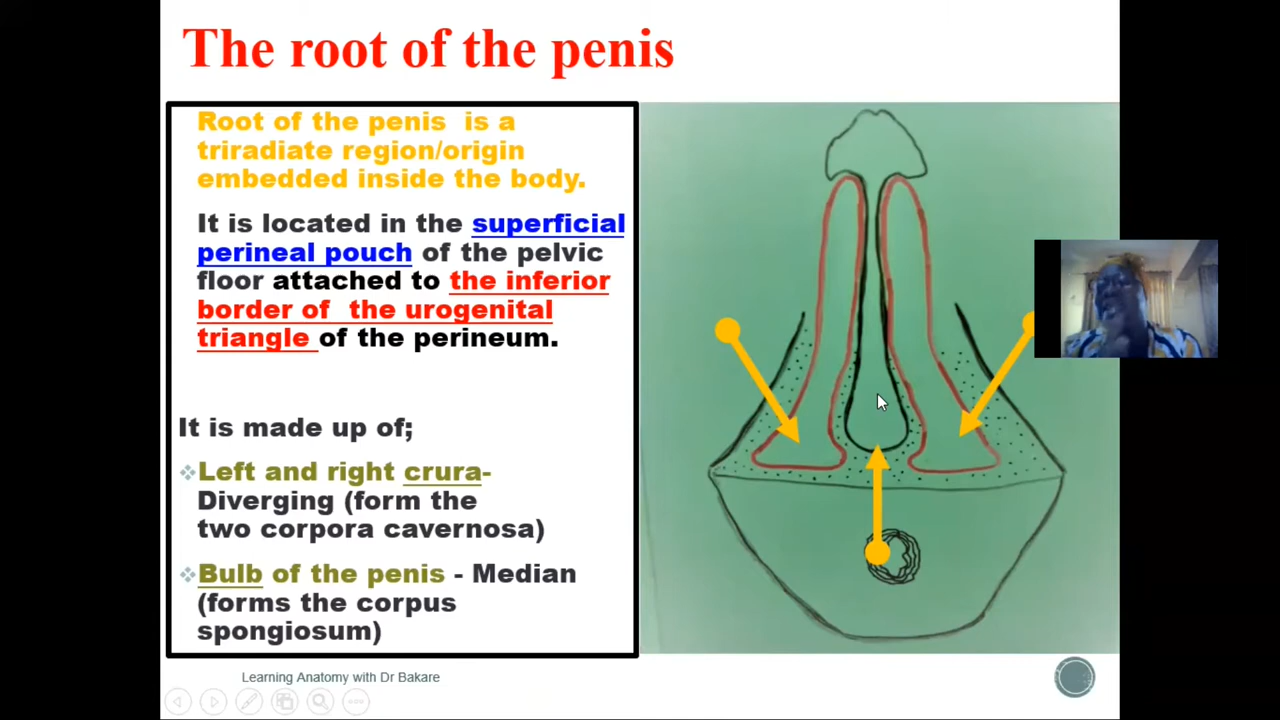 The root of the penis
Root of the penis is a
triradiate region/origin
embedded inside the body.
It is located in the superficial
perineal pouch of the pelvic
floor attached to the inferior
border of the urogenital
triangle of the perineum.
It is made up of;
Left and right crura-
Diverging (form the
two corpora cavernosa)
Bulb of the penis - Median
(forms the corpus
spongiosum)
Learning Anatomy with Dr Bakare